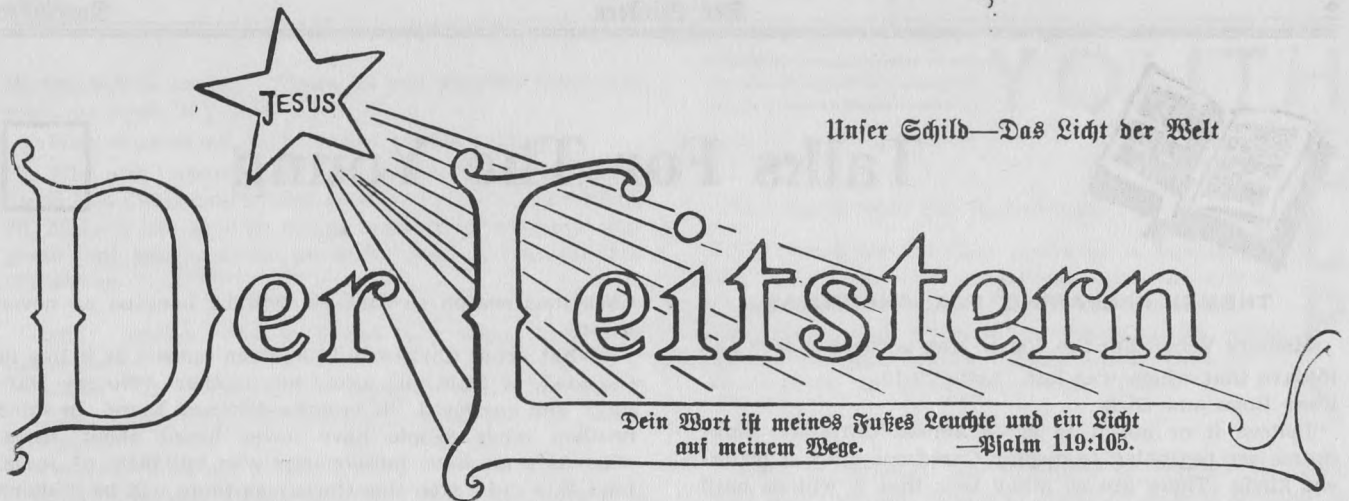 JESUS
Unser Schild—Das Licht der Welt
Der Leitstern
Dein Wort ist meines Fußes Leuchte und ein Licht
auf meinem Wege. Psalm 119:105.